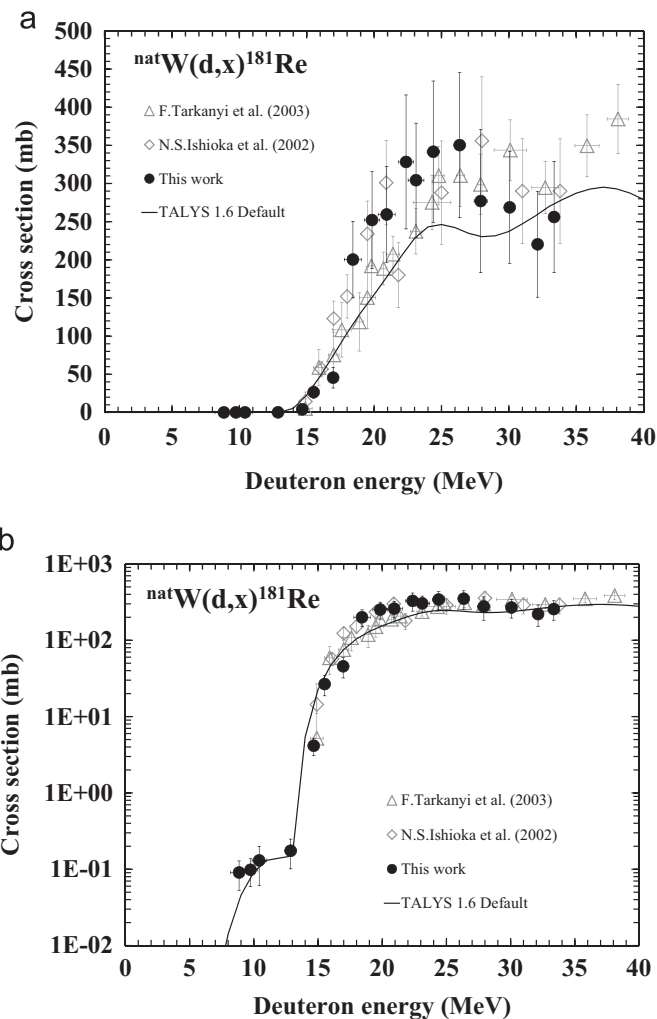 a
500
450
400
350
300
250
200
150
100
50
0
Cross section (mb)
natW(d,x)181Re
F.Tarkanyi et al. (2003)
N.S.Ishioka et al. (2002)
This work
TALYS 1.6 Default
0 5 10 15 20 25 30 35 40
Deuteron energy (MeV)
b
1E+03
1E+02
1E+01
1E+00
1E-01
1E-02
Cross section (mb)
natW(d,x)181Re
F.Tarkanyi et al. (2003)
N.S.Ishioka et al. (2002)
This work
TALYS 1.6 Default
0 5 10 15 20 25 30 35 40
Deuteron energy (MeV)